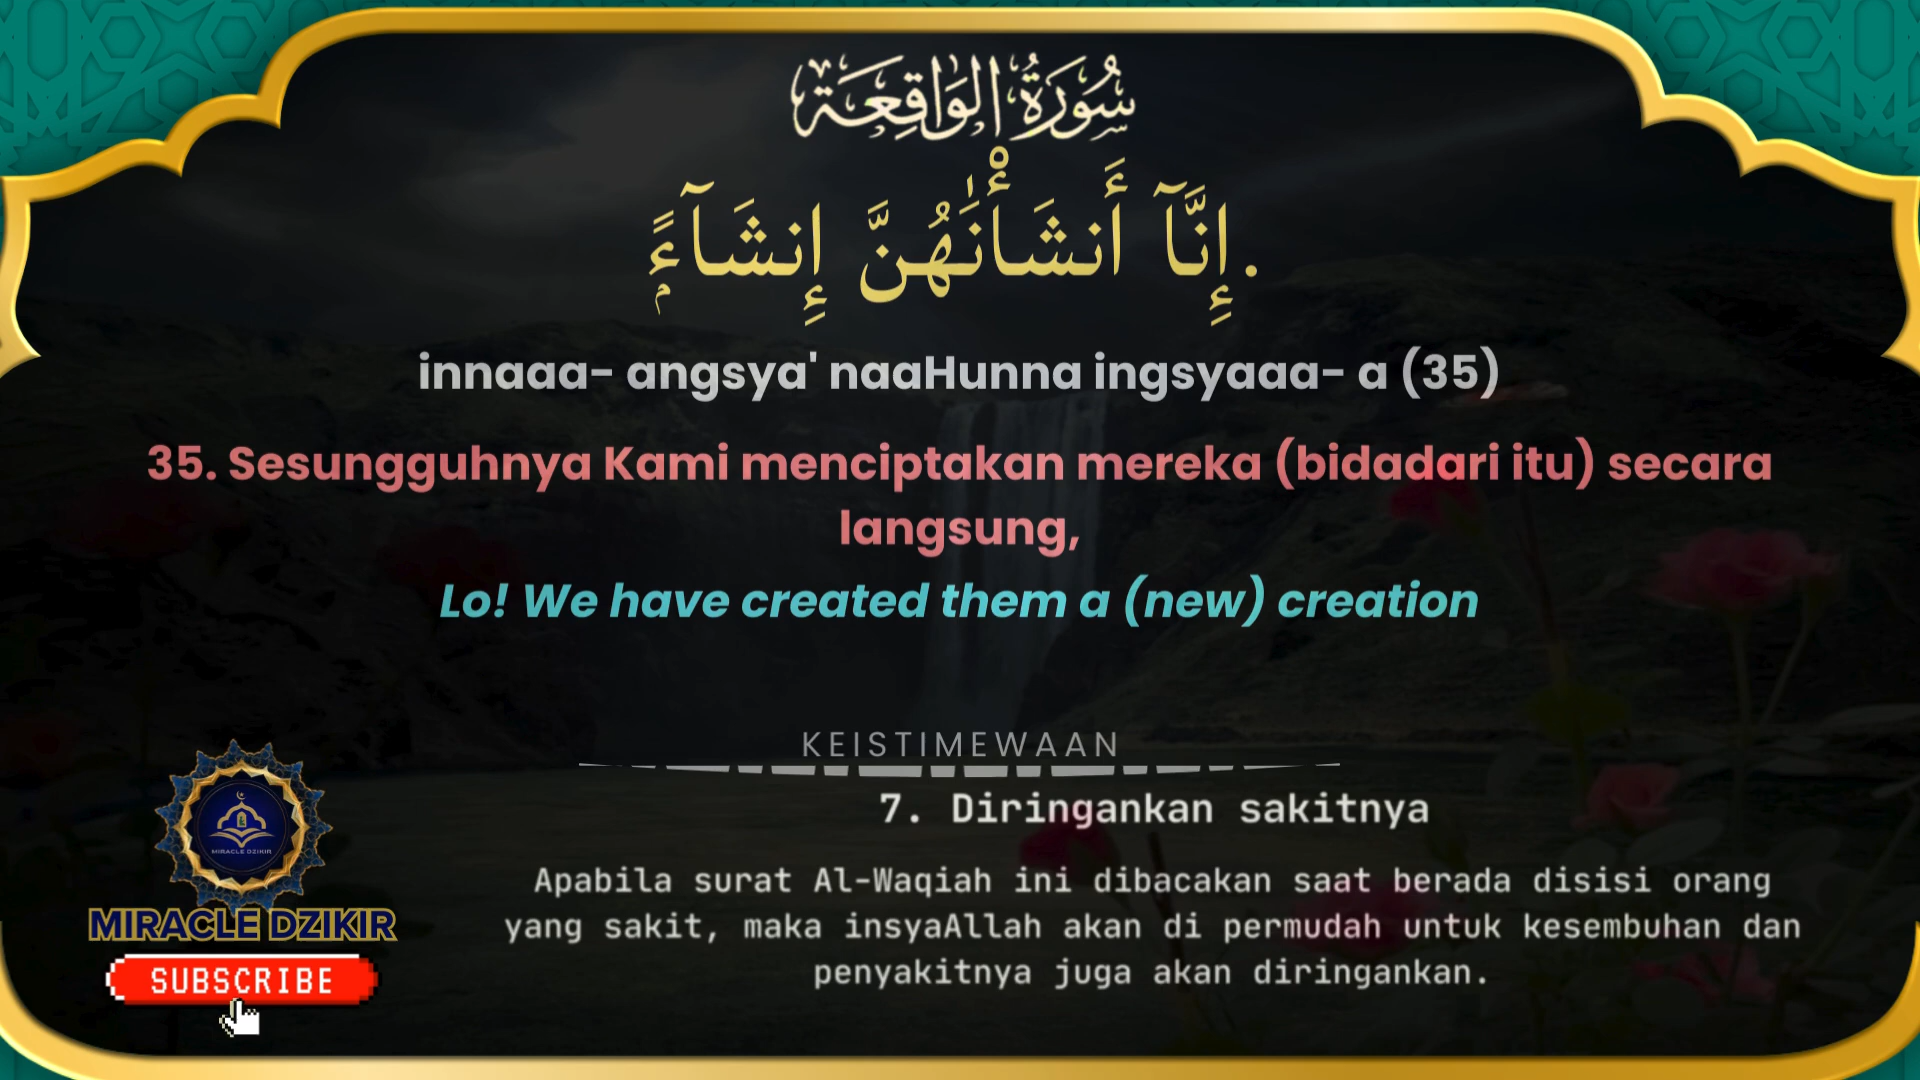 سُورَةُ الوَاقِعَة
إِنَّآ أَنشَأْنَٰهُنَّ إِنشَآءًۭ.
innaaa- angsya' naaHunna ingsyaaa- a (35)
35. Sesungguhnya Kami menciptakan mereka (bidadari itu) secara
langsung,
Lo! We have created them a (new) creation
KEISTIMEWAAN
7. Diringankan sakitnya
Apabila surat Al-Waqiah ini dibacakan saat berada disisi orang
yang sakit, maka insyaAllah akan di permudah untuk kesembuhan dan
penyakitnya juga akan diringankan.
MIRACLE DZIKIR
MIRACLE DZIKIR
SUBSCRIBE